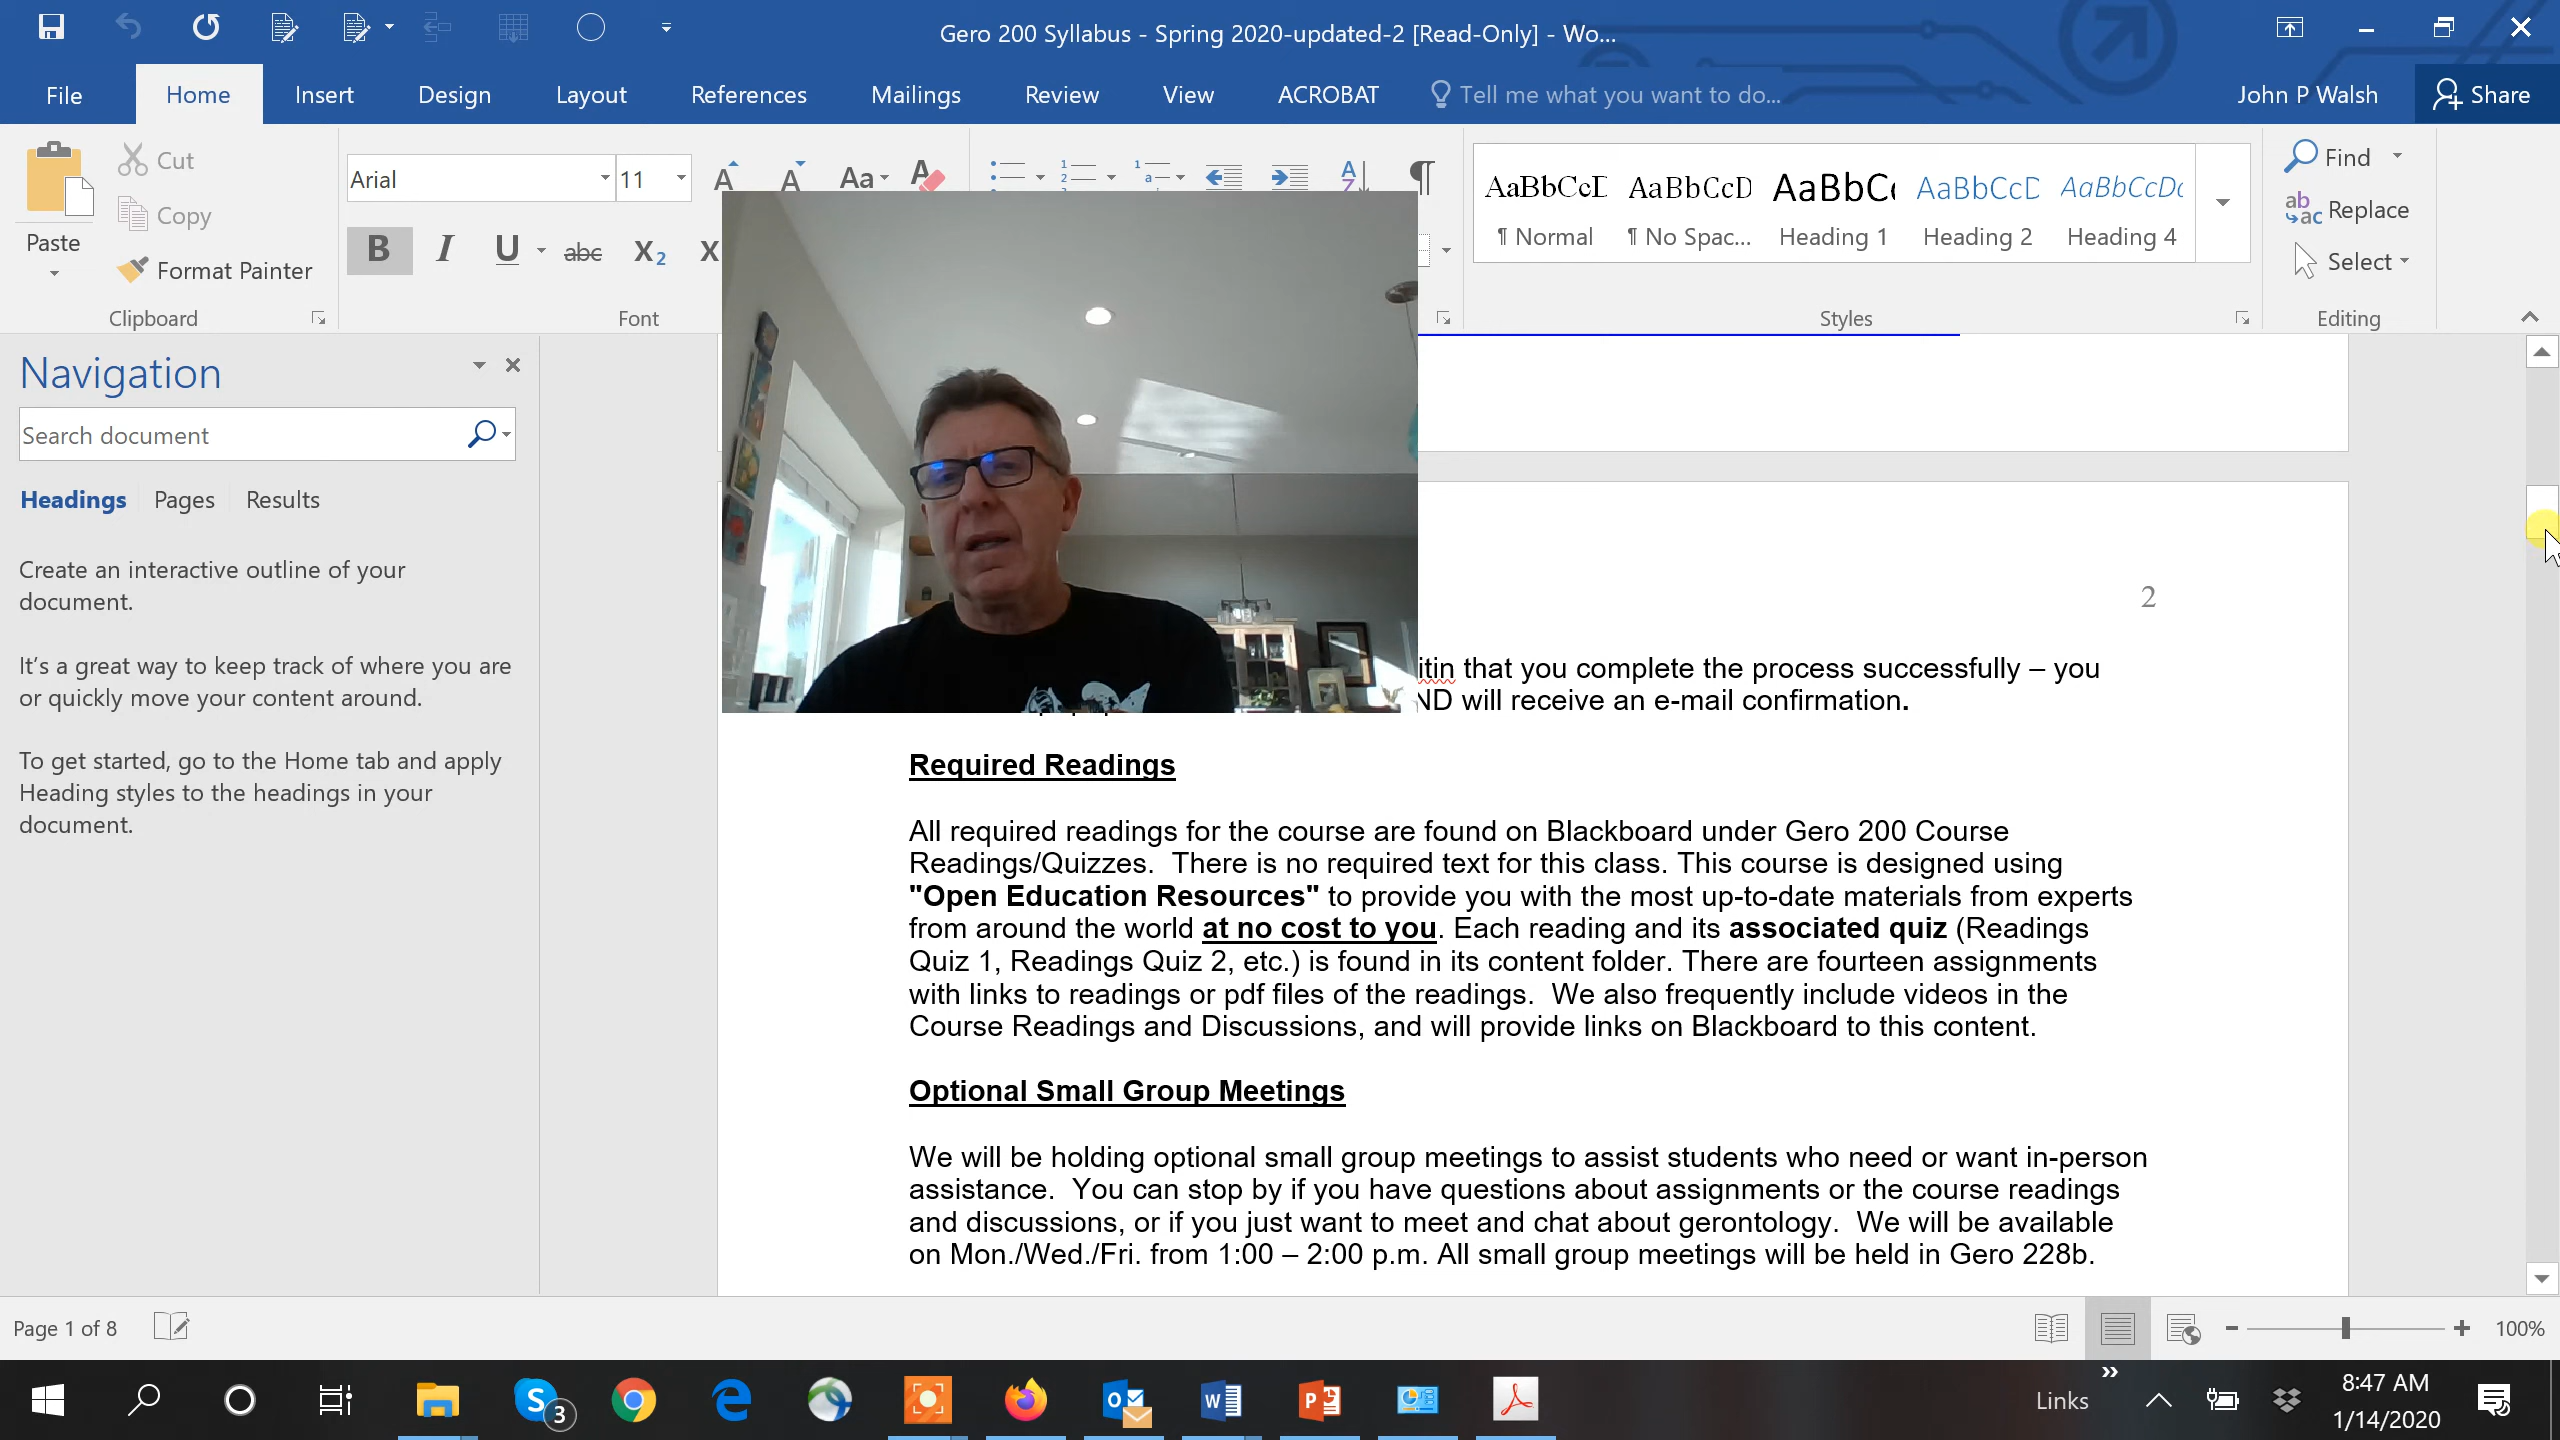 Gero 200 Syllabus - Spring 2020-updated-2 [Read-Only] - Wo...
File Home Insert Design Layout References Mailings Review View ACROBAT Tell me what you want to do... John P Walsh Share
Paste
Cut
Copy
Format Painter
Clipboard
Arial 11
Aa
B I U abc X2
Font
AaBbCcD AaBbCcD AaBbCc AaBbCcD AaBbCcDc
¶ Normal ¶ No Spac... Heading 1 Heading 2 Heading 4
Styles
Find
Replace
Select
Editing
Navigation
Search document
Headings Pages Results
Create an interactive outline of your
document.
It's a great way to keep track of where you are
or quickly move your content around.
To get started, go to the Home tab and apply
Heading styles to the headings in your
document.
2
itin that you complete the process successfully – you
ND will receive an e-mail confirmation.
Required Readings
All required readings for the course are found on Blackboard under Gero 200 Course
Readings/Quizzes. There is no required text for this class. This course is designed using
"Open Education Resources" to provide you with the most up-to-date materials from experts
from around the world at no cost to you. Each reading and its associated quiz (Readings
Quiz 1, Readings Quiz 2, etc.) is found in its content folder. There are fourteen assignments
with links to readings or pdf files of the readings. We also frequently include videos in the
Course Readings and Discussions, and will provide links on Blackboard to this content.
Optional Small Group Meetings
We will be holding optional small group meetings to assist students who need or want in-person
assistance. You can stop by if you have questions about assignments or the course readings
and discussions, or if you just want to meet and chat about gerontology. We will be available
on Mon./Wed./Fri. from 1:00 – 2:00 p.m. All small group meetings will be held in Gero 228b.
Page 1 of 8
100%
3
Links
8:47 AM
1/14/2020